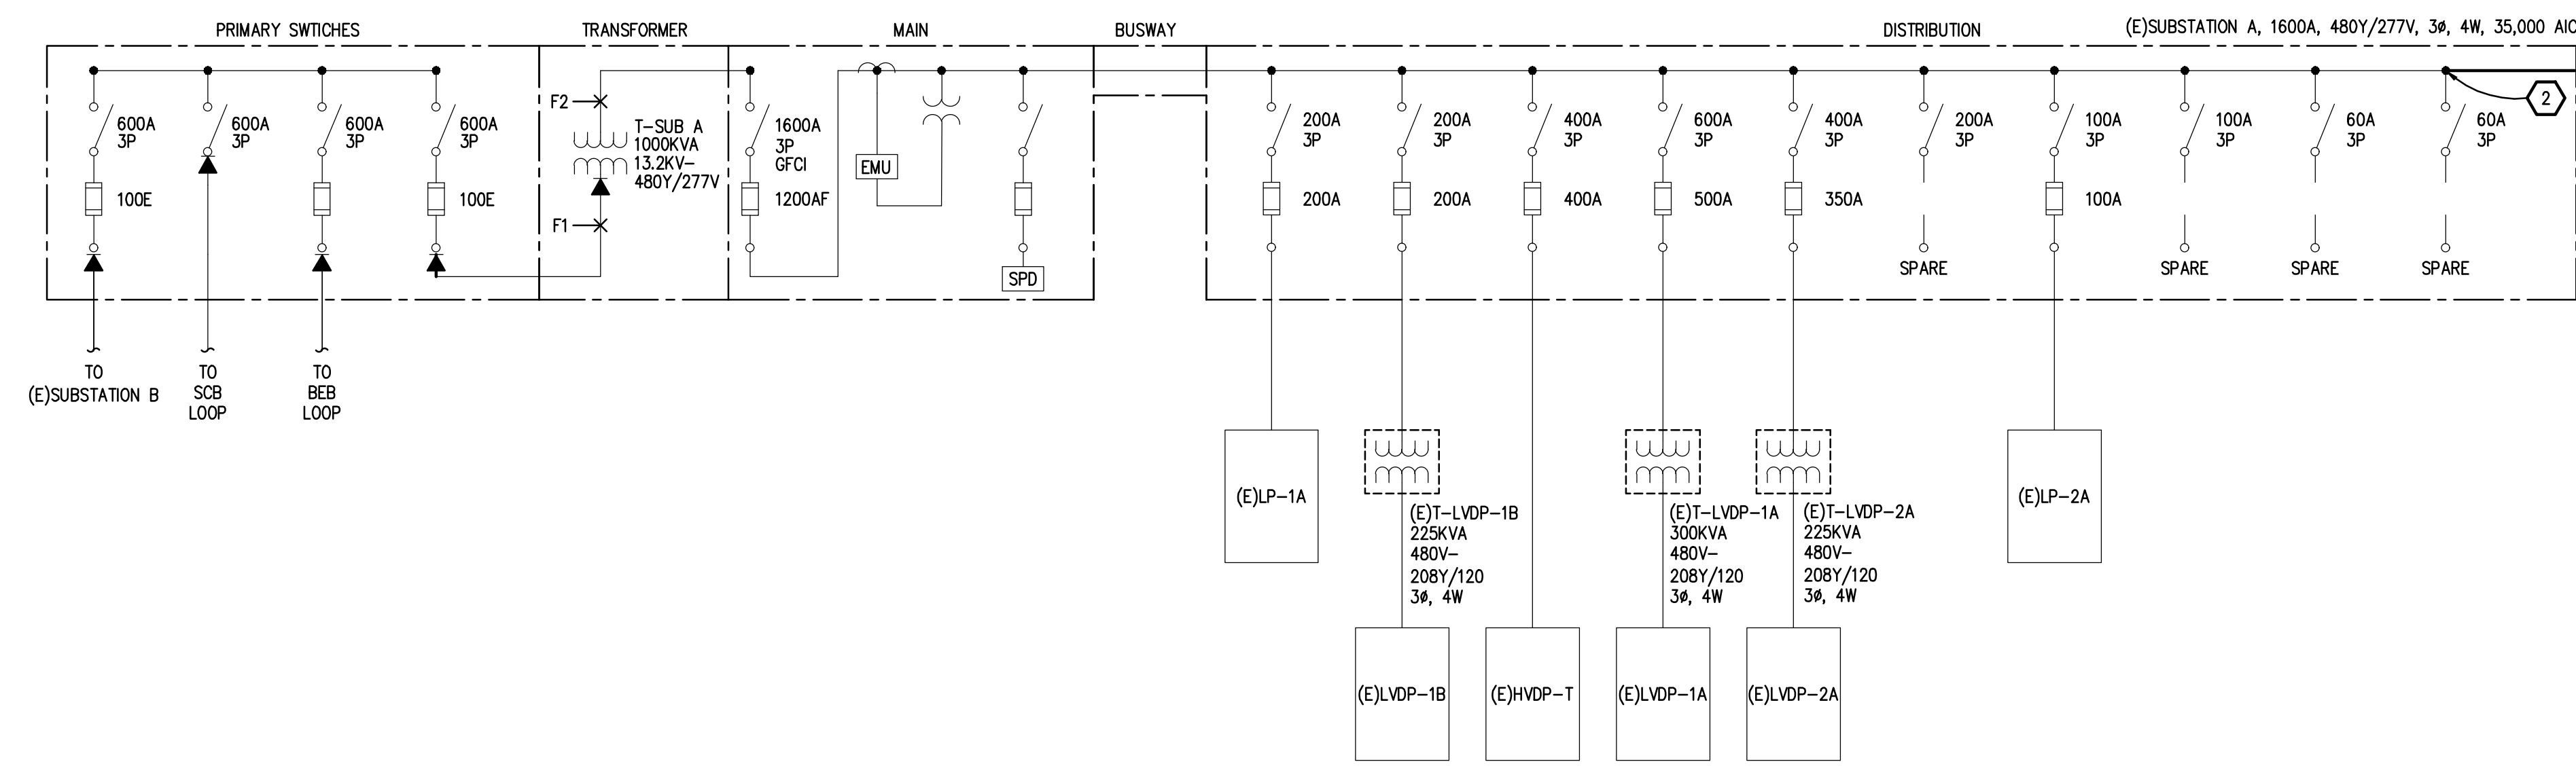 PRIMARY SWTICHES
TRANSFORMER
MAIN
BUSWAY
DISTRIBUTION
(E)SUBSTATION A, 1600A, 480Y/277V, 3ø, 4W, 35,000 AIC
600A
3P
100E
600A
3P
600A
3P
600A
3P
100E
F2
F1
T-SUB A
1000KVA
13.2KV-
480Y/277V
1600A
3P
GFCI
1200AF
EMU
SPD
200A
3P
200A
200A
3P
200A
400A
3P
400A
600A
3P
500A
400A
3P
350A
200A
3P
SPARE
100A
3P
100A
100A
3P
SPARE
60A
3P
SPARE
60A
3P
SPARE
2
TO
(E)SUBSTATION B
TO
SCB
LOOP
TO
BEB
LOOP
(E)LP-1A
(E)T-LVDP-1B
225KVA
480V-
208Y/120
3ø, 4W
(E)T-LVDP-1A
300KVA
480V-
208Y/120
3ø, 4W
(E)T-LVDP-2A
225KVA
480V-
208Y/120
3ø, 4W
(E)LP-2A
(E)LVDP-1B
(E)HVDP-T
(E)LVDP-1A
(E)LVDP-2A